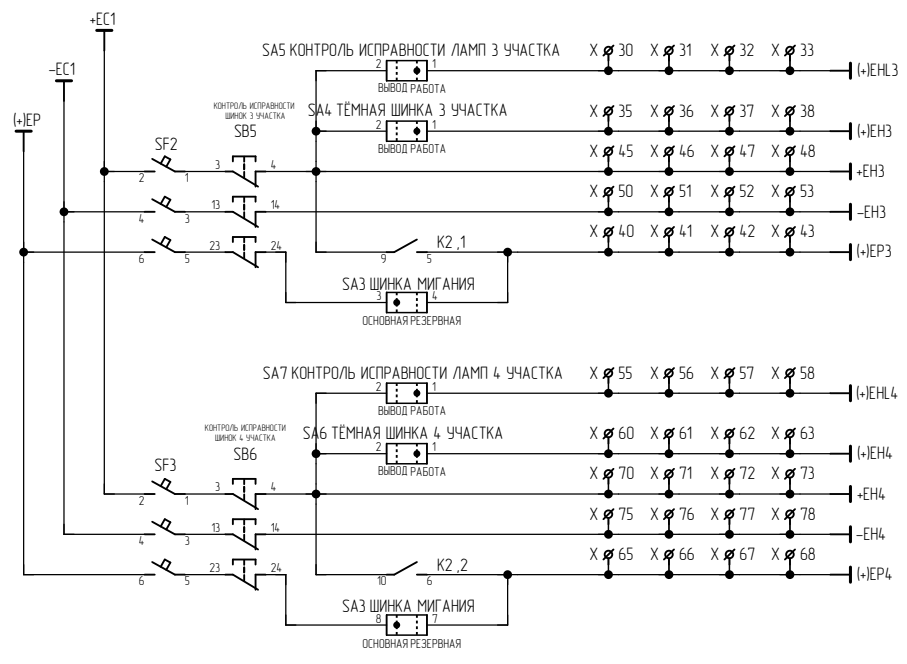 +EC1
SA5 КОНТРОЛЬ ИСПРАВНОСТИ ЛАМП 3 УЧАСТКА
X 30 X 31 X 32 X 33
2 1
(+)EHL3
ВЫВОД РАБОТА
–EC1
КОНТРОЛЬ ИСПРАВНОСТИ
ШИНОК 3 УЧАСТКА
SB5
SA4 ТЁМНАЯ ШИНКА 3 УЧАСТКА
X 35 X 36 X 37 X 38
(+)EP
2 1
(+)EH3
ВЫВОД РАБОТА
SF2
X 45 X 46 X 47 X 48
2 1 3 4
+EH3
X 50 X 51 X 52 X 53
4 3 13 14
–EH3
X 40 X 41 X 42 X 43
6 5 23 24
K2 ,1
9 5
(+)EP3
SA3 ШИНКА МИГАНИЯ
3 4
ОСНОВНАЯ РЕЗЕРВНАЯ
SA7 КОНТРОЛЬ ИСПРАВНОСТИ ЛАМП 4 УЧАСТКА
X 55 X 56 X 57 X 58
2 1
(+)EHL4
ВЫВОД РАБОТА
КОНТРОЛЬ ИСПРАВНОСТИ
ШИНОК 4 УЧАСТКА
SB6
SA6 ТЁМНАЯ ШИНКА 4 УЧАСТКА
X 60 X 61 X 62 X 63
2 1
(+)EH4
ВЫВОД РАБОТА
SF3
X 70 X 71 X 72 X 73
2 1 3 4
+EH4
X 75 X 76 X 77 X 78
4 3 13 14
–EH4
X 65 X 66 X 67 X 68
6 5 23 24
K2 ,2
10 6
(+)EP4
SA3 ШИНКА МИГАНИЯ
8 7
ОСНОВНАЯ РЕЗЕРВНАЯ